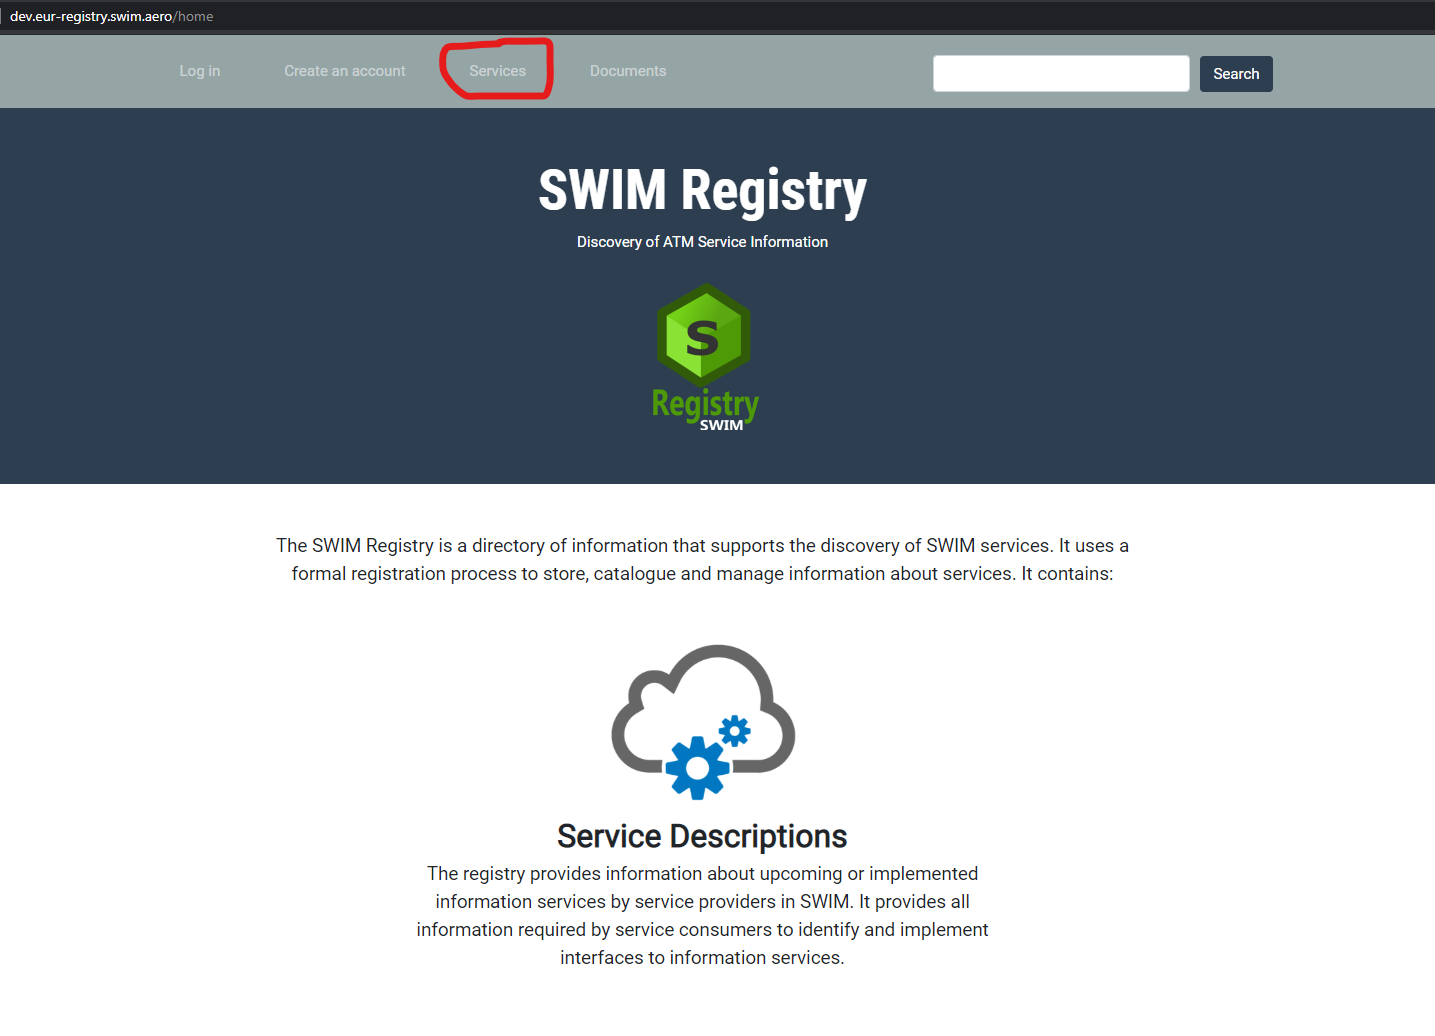 dev.eur-registry.swim.aero/home
Log in Create an account Services Documents Search
SWIM Registry
Discovery of ATM Service Information
S
Registry
SWIM
The SWIM Registry is a directory of information that supports the discovery of SWIM services. It uses a
formal registration process to store, catalogue and manage information about services. It contains:
Service Descriptions
The registry provides information about upcoming or implemented
information services by service providers in SWIM. It provides all
information required by service consumers to identify and implement
interfaces to information services.